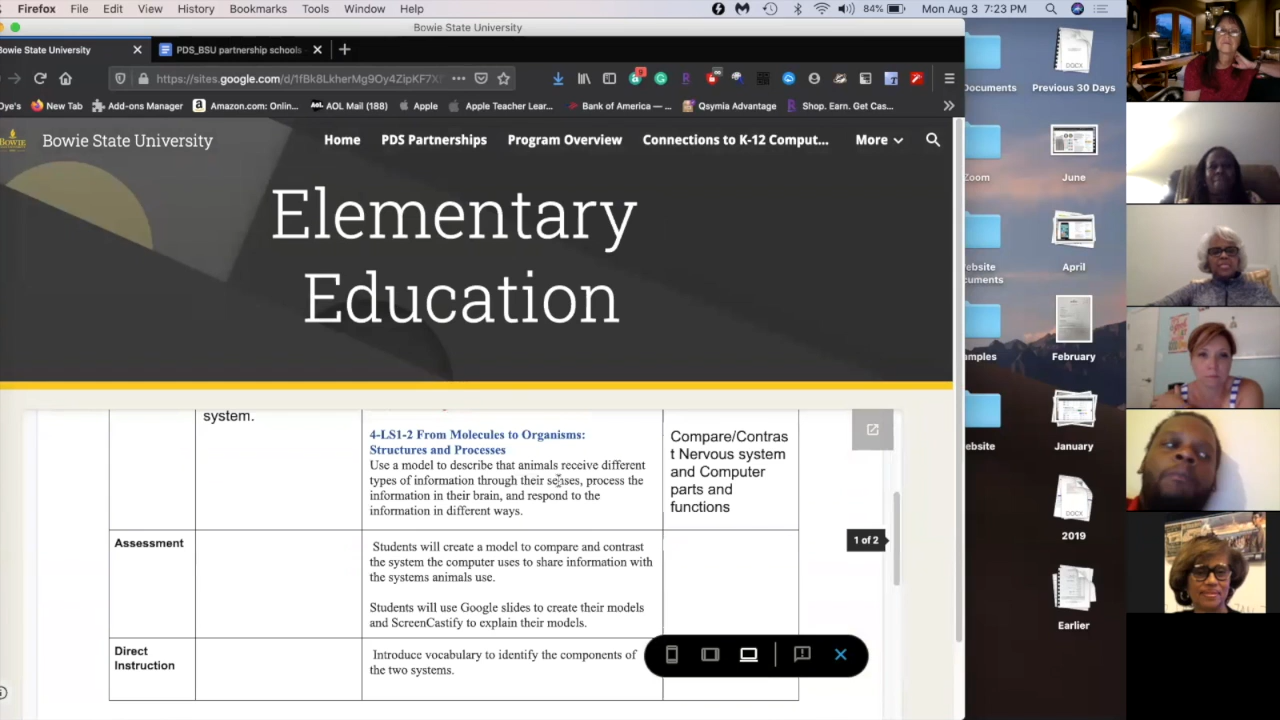 Firefox File Edit View History Bookmarks Tools Window Help 84% Mon Aug 3 7:23 PM
Bowie State University
Bowie State University PDS_BSU partnership schools
https://sites.google.com/d/1fBk8LkherMg9Oy4ZipKF7X
New Tab Add-ons Manager Amazon.com: Onlin... AOL Mail (188) Apple Apple Teacher Lear... Bank of America — ... Qsymia Advantage Shop. Earn. Get Cas...
BOWIE
Bowie State University
Home PDS Partnerships Program Overview Connections to K-12 Comput... More
Elementary
Education
system.
4-LS1-2 From Molecules to Organisms:
Structures and Processes
Use a model to describe that animals receive different
types of information through their senses, process the
information in their brain, and respond to the
information in different ways.
Compare/Contras
t Nervous system
and Computer
parts and
functions
1 of 2
Assessment
Students will create a model to compare and contrast
the system the computer uses to share information with
the systems animals use.
Students will use Google slides to create their models
and ScreenCastify to explain their models.
Direct
Instruction
Introduce vocabulary to identify the components of
the two systems.
Documents
Zoom
ebsite
cuments
mples
ebsite
DOCX
Previous 30 Days
June
April
February
January
DOCX
2019
Earlier